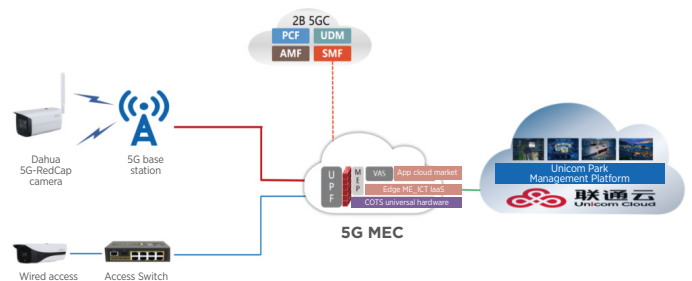 2B 5GC
PCF
UDM
AMF
SMF
Dahua
5G-RedCap
camera
5G base
station
UPF
MEP
VAS
App cloud market
Edge ME_ICT IaaS
COTS universal hardware
5G MEC
Unicom Park
Management Platform
联通云
Unicom Cloud
Wired access
Access Switch